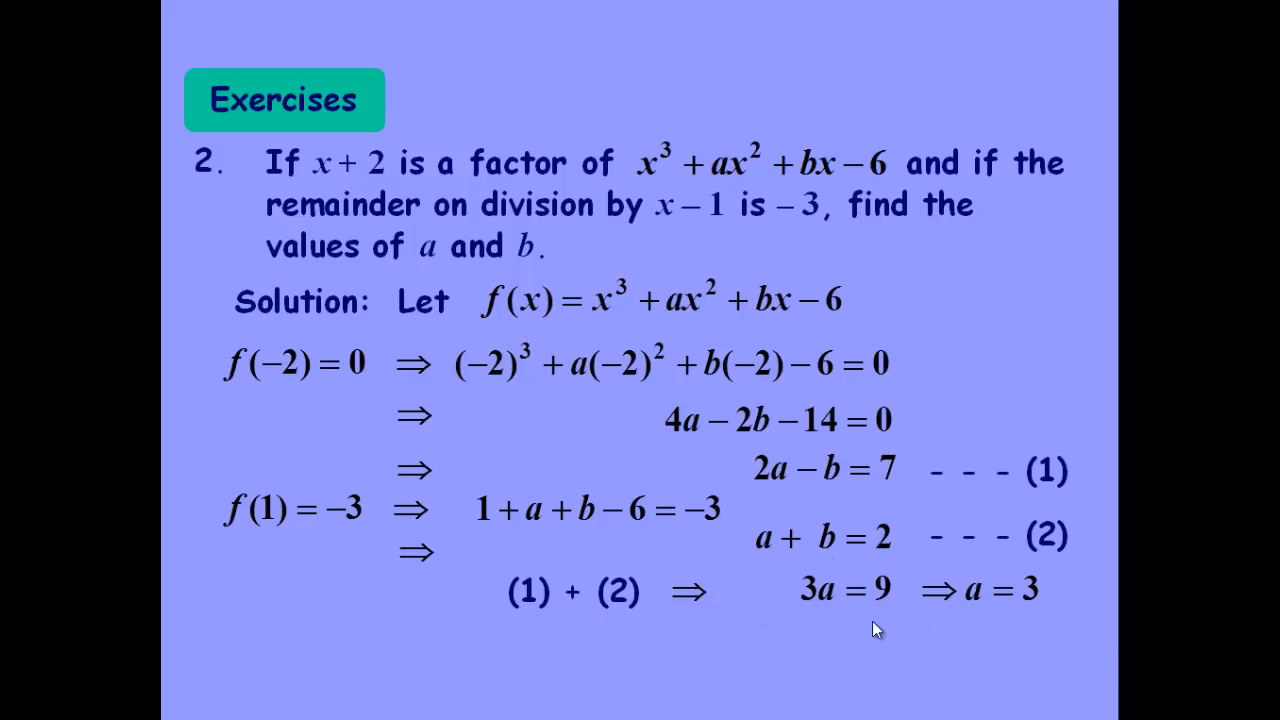 Exercises
2. If x + 2 is a factor of x³ + ax² + bx − 6 and if the
remainder on division by x − 1 is − 3, find the
values of a and b.
Solution: Let f(x) = x³ + ax² + bx − 6
f(−2) = 0 ⇒ (−2)³ + a(−2)² + b(−2) − 6 = 0
⇒ 4a − 2b − 14 = 0
⇒ 2a − b = 7 - - - (1)
f(1) = −3 ⇒ 1 + a + b − 6 = −3
⇒ a + b = 2 - - - (2)
(1) + (2) ⇒ 3a = 9 ⇒ a = 3